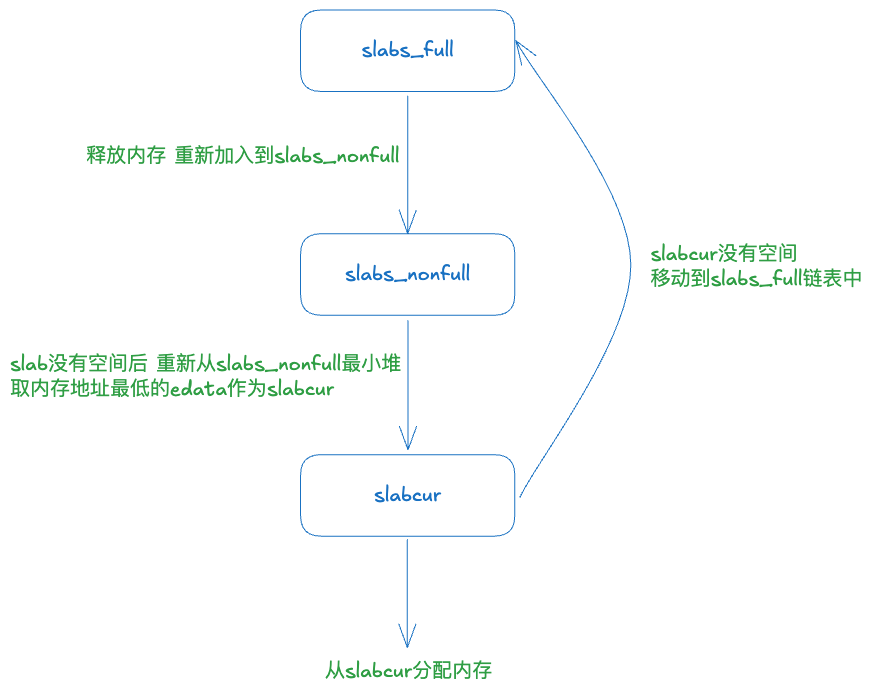 slabs_full
释放内存 重新加入到slabs_nonfull
slabcur没有空间
移动到slabs_full链表中
slabs_nonfull
slab没有空间后 重新从slabs_nonfull最小堆
取内存地址最低的edata作为slabcur
slabcur
从slabcur分配内存